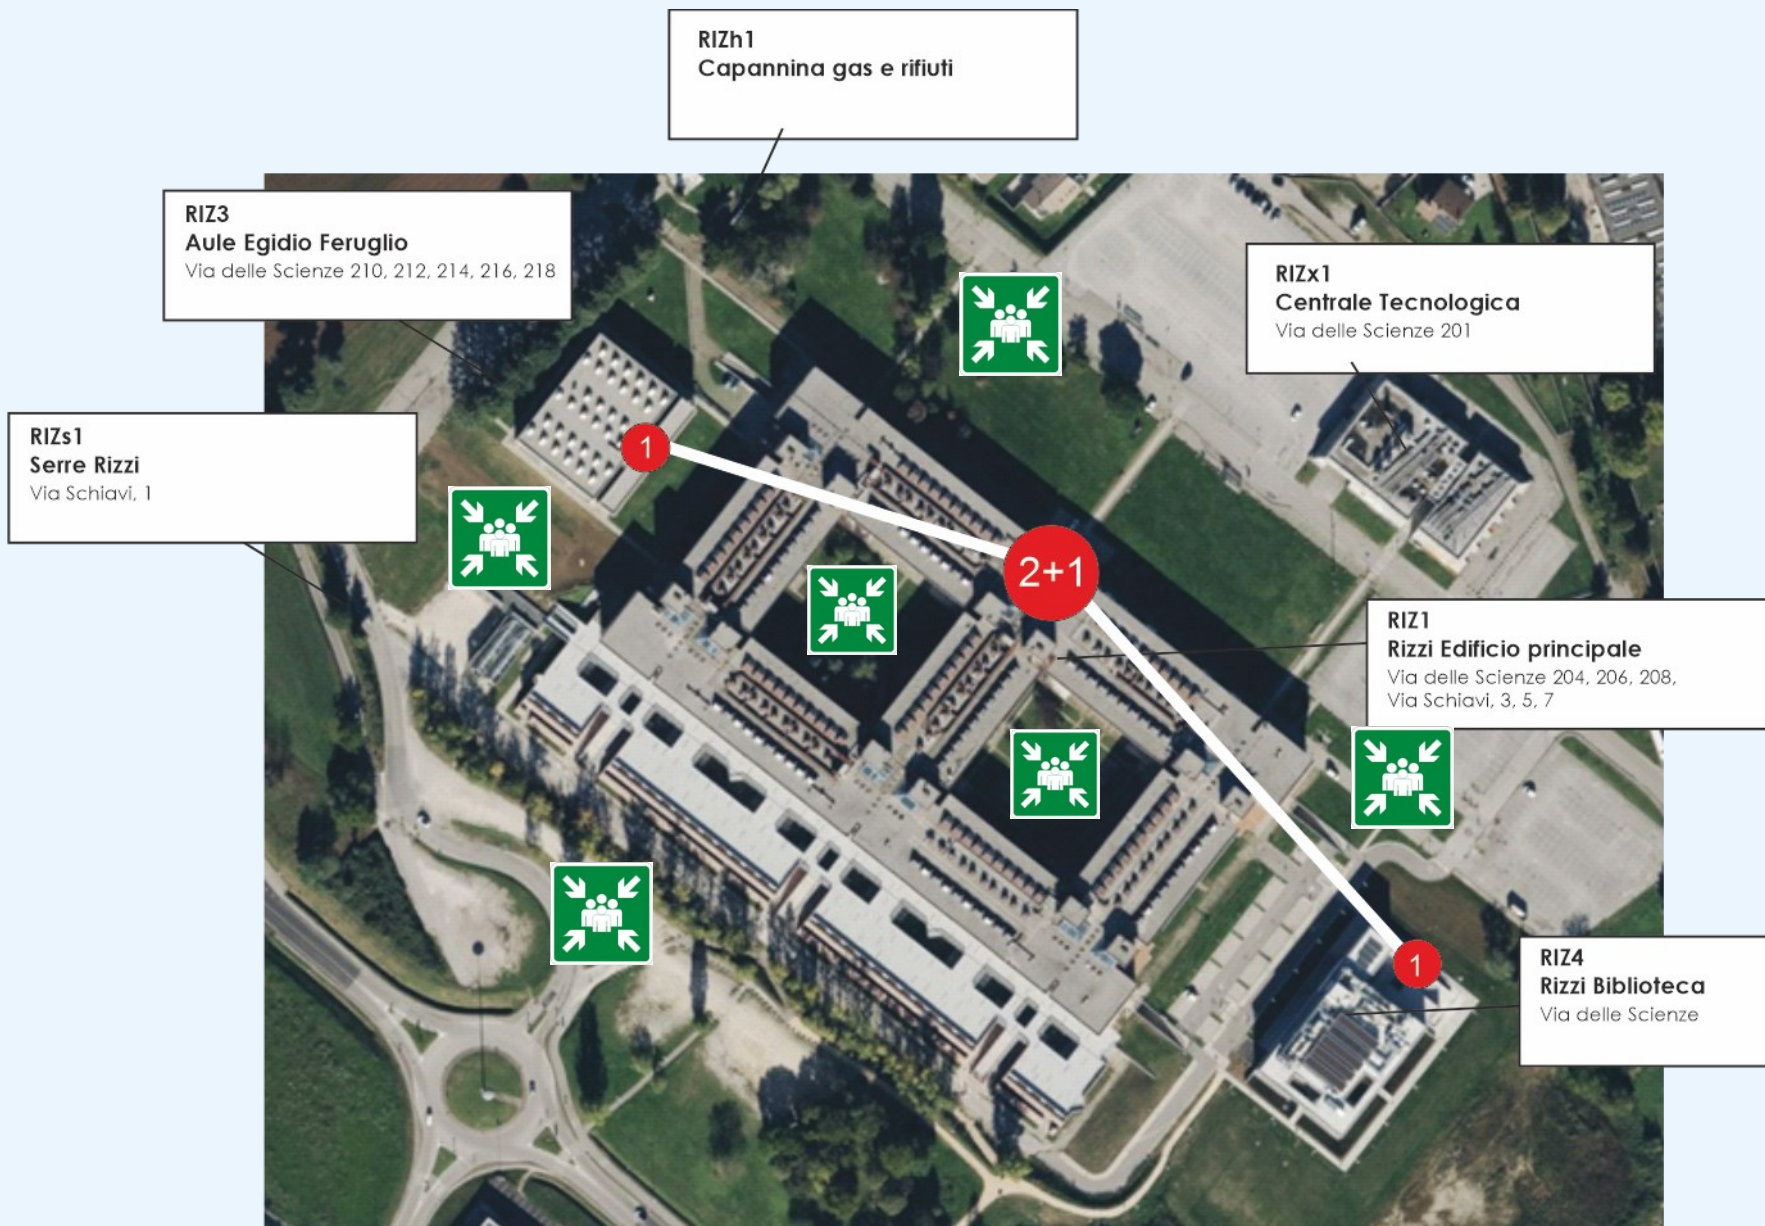 RIZh1
Capannina gas e rifiuti
RIZ3
Aule Egidio Feruglio
Via delle Scienze 210, 212, 214, 216, 218
RIZx1
Centrale Tecnologica
Via delle Scienze 201
RIZs1
Serre Rizzi
Via Schiavi, 1
1
2+1
RIZ1
Rizzi Edificio principale
Via delle Scienze 204, 206, 208,
Via Schiavi, 3, 5, 7
1
RIZ4
Rizzi Biblioteca
Via delle Scienze